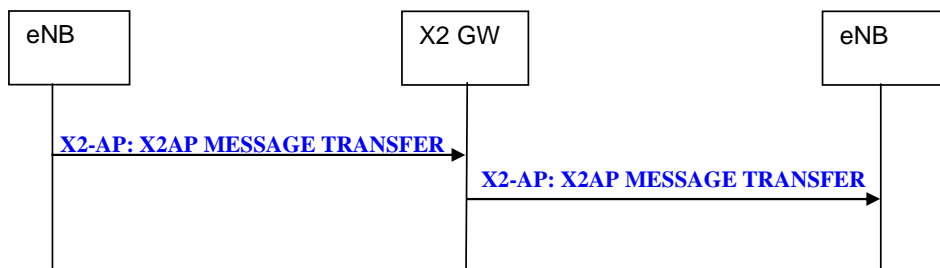 eNB
X2 GW
eNB
X2-AP: X2AP MESSAGE TRANSFER
X2-AP: X2AP MESSAGE TRANSFER